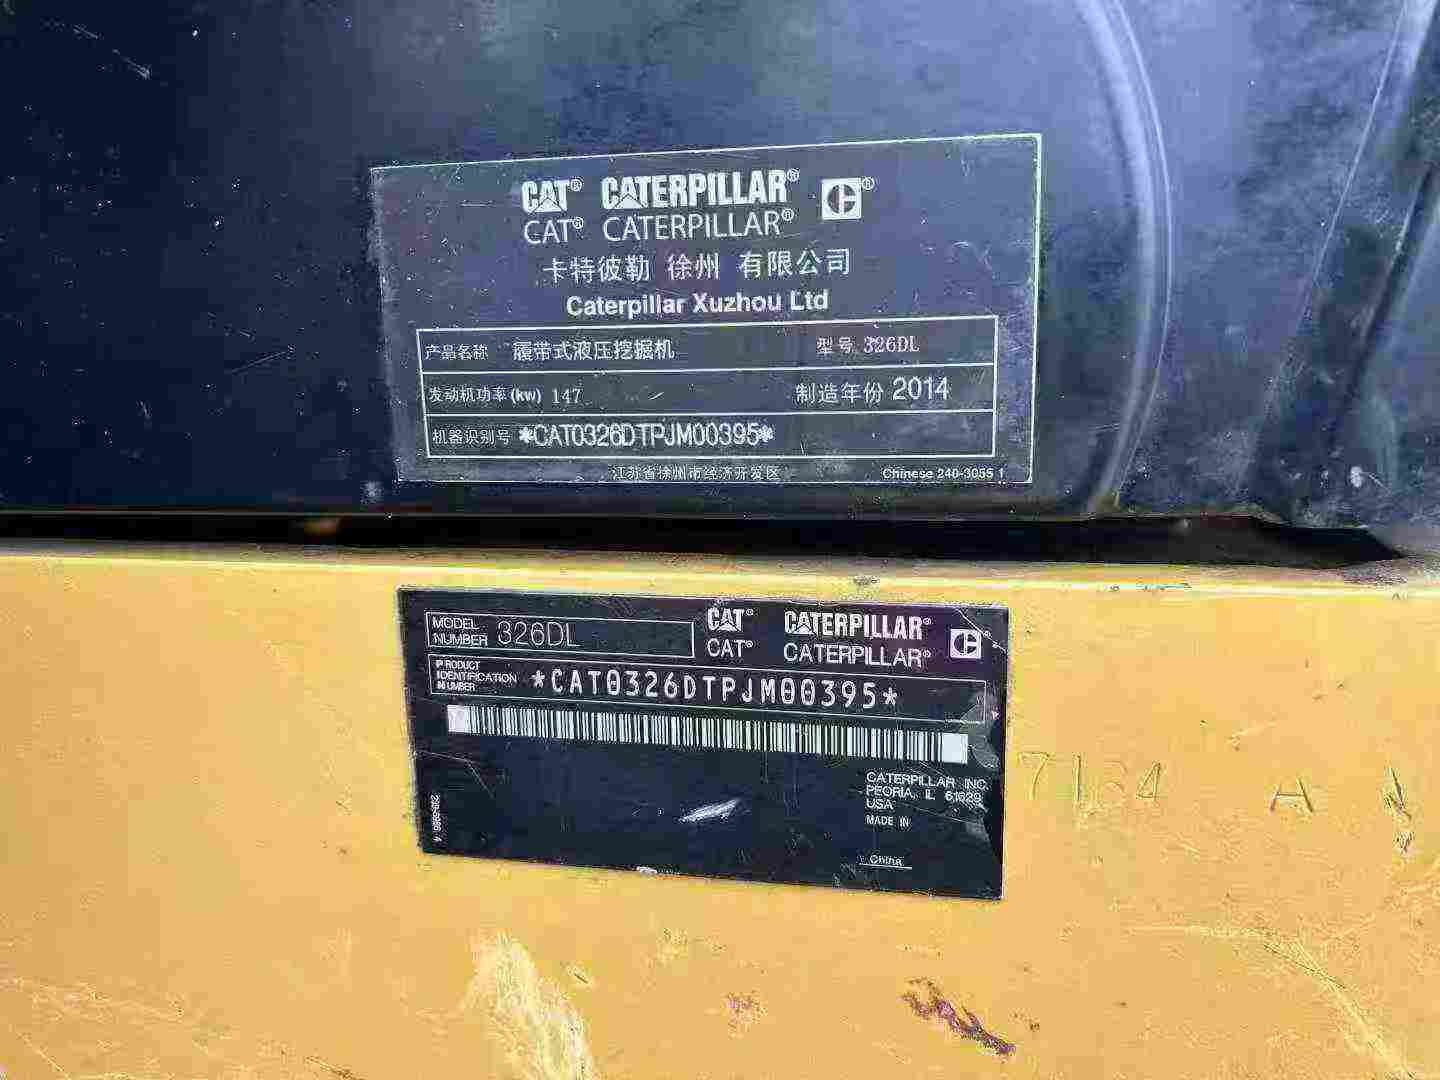 CAT® CATERPILLAR® C®
CAT® CATERPILLAR®
卡特彼勒 徐州 有限公司
Caterpillar Xuzhou Ltd
产品名称 履带式液压挖掘机 型号 326DL
发动机功率(kw) 147 制造年份 2014
机器识别号 *CAT0326DTPJM00395*
江苏省徐州市经济开发区 Chinese 240-3055 1
MODEL NUMBER 326DL
CAT® CATERPILLAR® C®
CAT® CATERPILLAR®
PRODUCT
IDENTIFICATION
NUMBER *CAT0326DTPJM00395*
CATERPILLAR INC.
PEORIA, IL 61629
USA
MADE IN
China
A